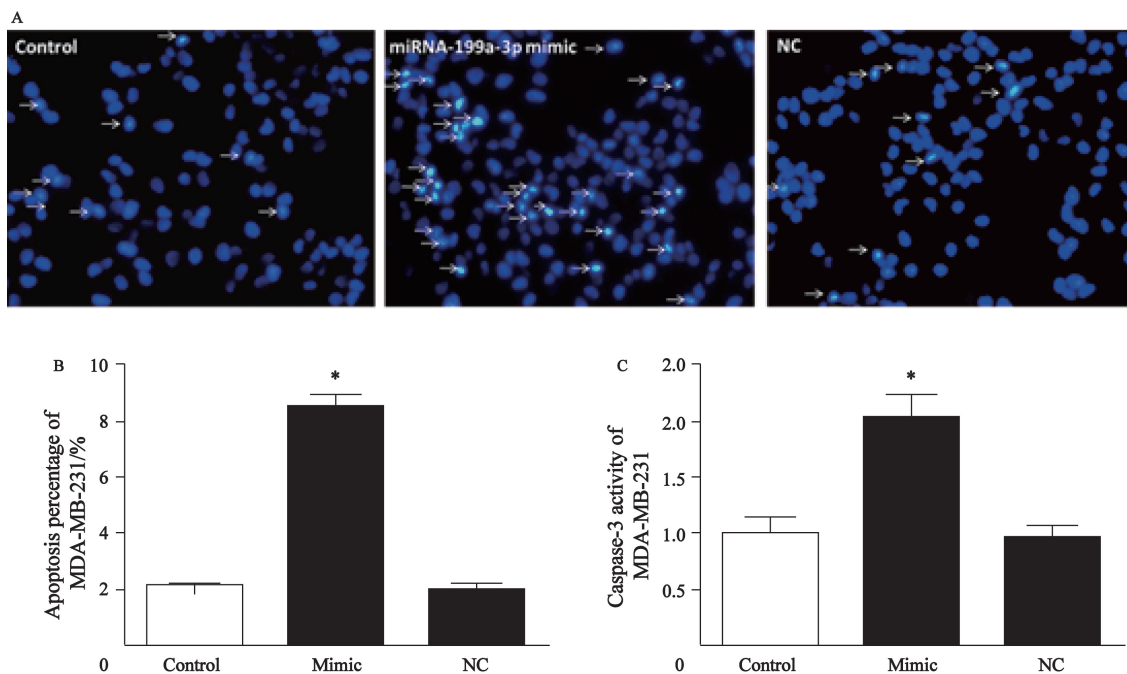 A
Control
miRNA-199a-3p mimic
NC
B
Apoptosis percentage of
MDA-MB-231/%
10
8
6
4
2
0
*
Control
Mimic
NC
C
Caspase-3 activity of
MDA-MB-231
2.0
2.0
1.5
1.0
0.5
0
*
Control
Mimic
NC